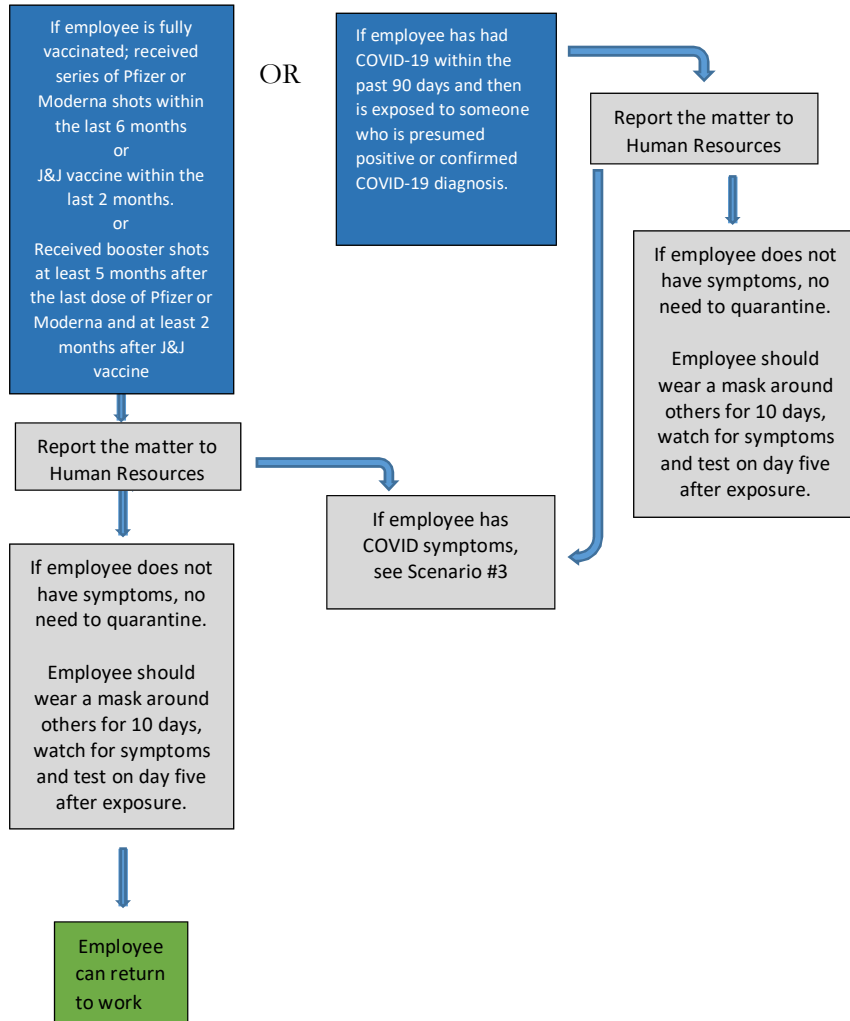 If employee is fully
vaccinated; received
series of Pfizer or
Moderna shots within
the last 6 months
or
J&J vaccine within the
last 2 months.
or
Received booster shots
at least 5 months after
the last dose of Pfizer or
Moderna and at least 2
months after J&J
vaccine
OR
If employee has had
COVID-19 within the
past 90 days and then
is exposed to someone
who is presumed
positive or confirmed
COVID-19 diagnosis.
Report the matter to
Human Resources
If employee does not
have symptoms, no
need to quarantine.
Employee should
wear a mask around
others for 10 days,
watch for symptoms
and test on day five
after exposure.
Report the matter to
Human Resources
If employee has
COVID symptoms,
see Scenario #3
If employee does not
have symptoms, no
need to quarantine.
Employee should
wear a mask around
others for 10 days,
watch for symptoms
and test on day five
after exposure.
Employee
can return
to work